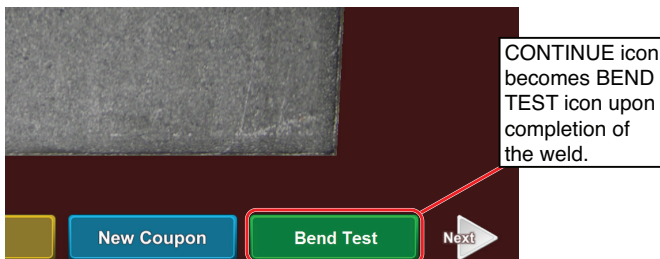 CONTINUE icon
becomes BEND
TEST icon upon
completion of
the weld.
New Coupon
Bend Test
Next